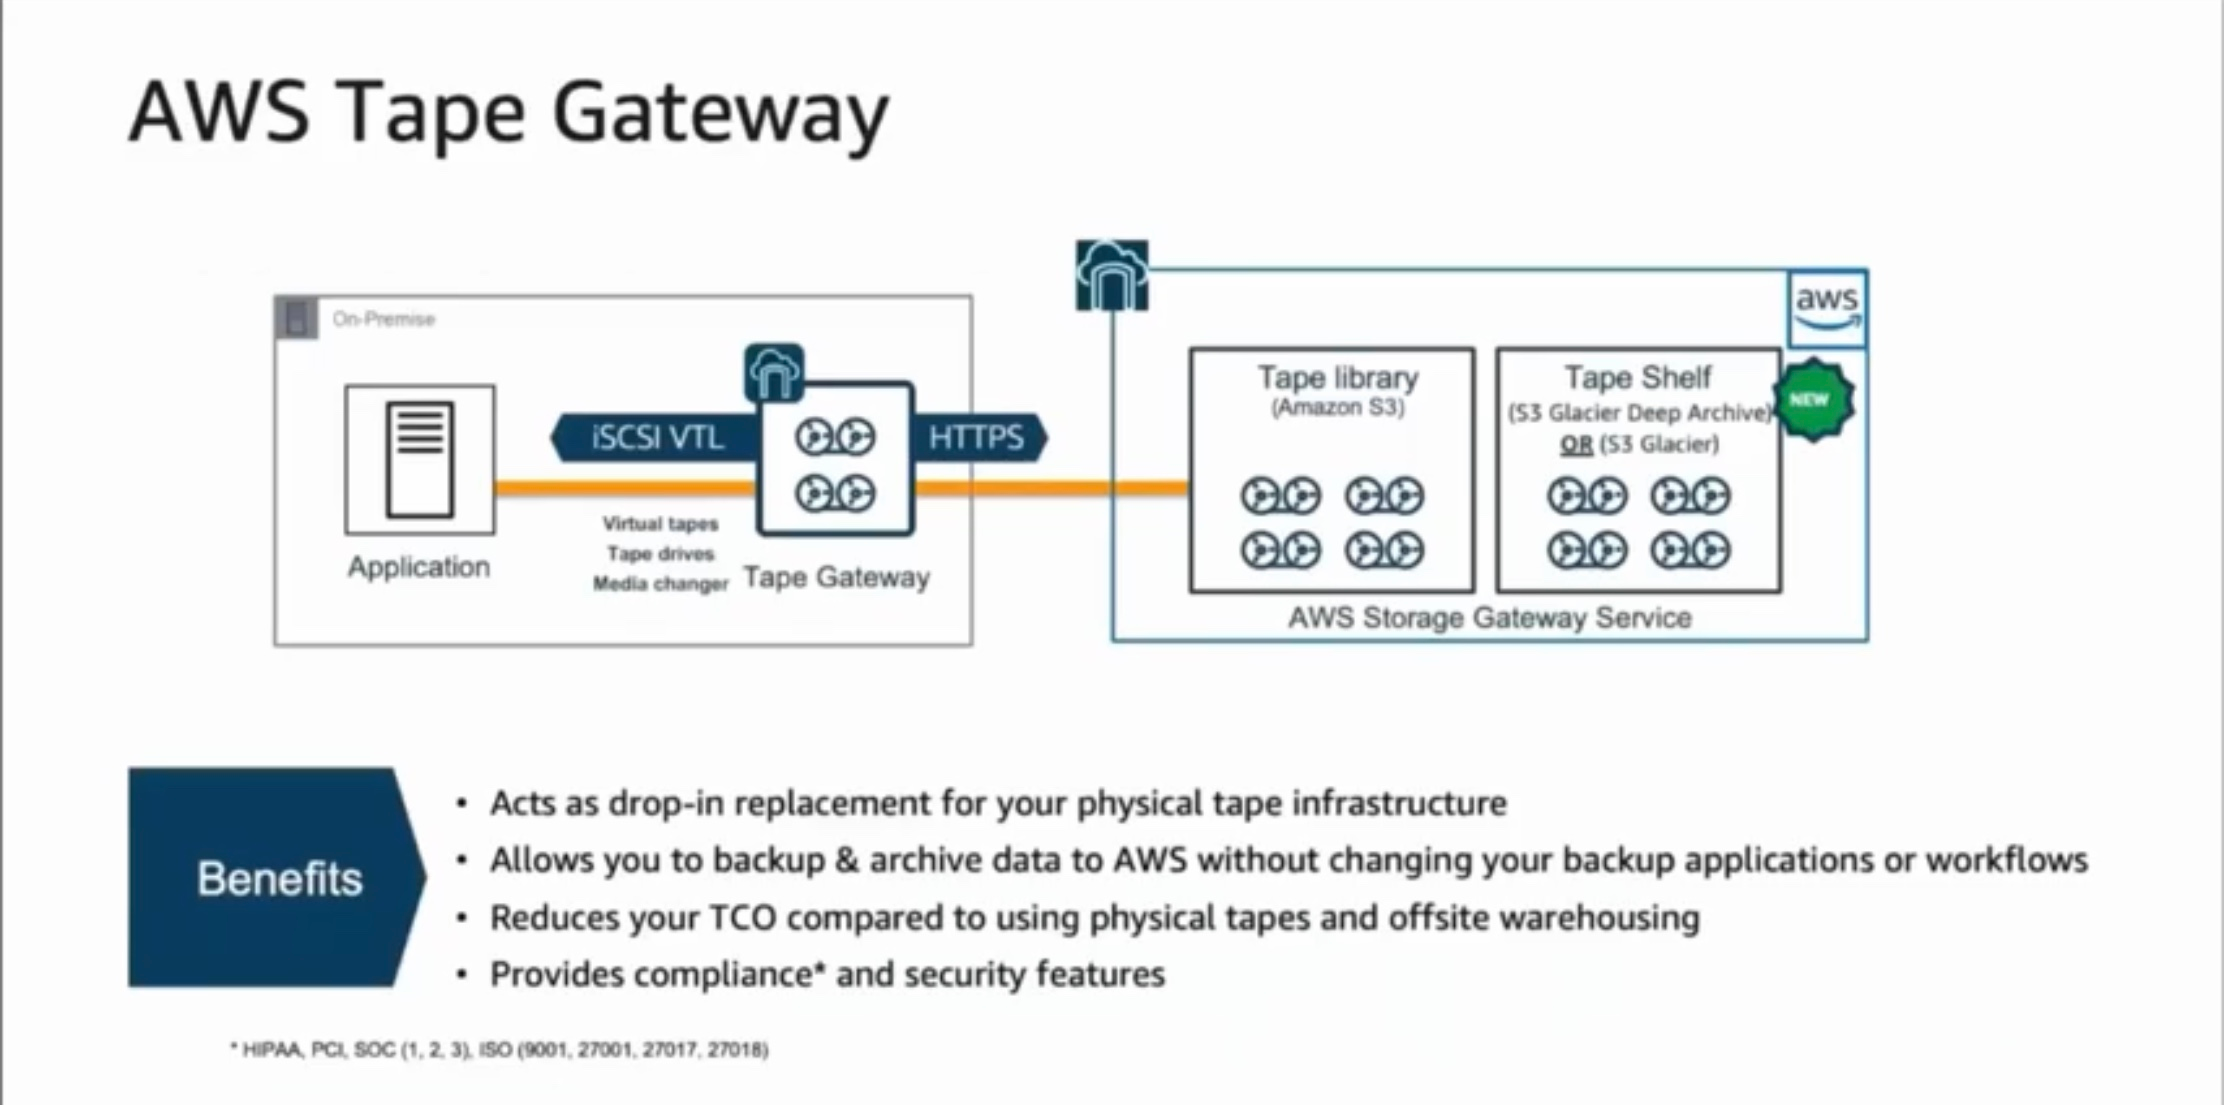 AWS Tape Gateway
On-Premise
aws
Tape library
(Amazon S3)
Tape Shelf
(S3 Glacier Deep Archive)
OR (S3 Glacier)
NEW
iSCSI VTL
HTTPS
Virtual tapes
Tape drives
Media changer
Application
Tape Gateway
AWS Storage Gateway Service
Benefits
• Acts as drop-in replacement for your physical tape infrastructure
• Allows you to backup & archive data to AWS without changing your backup applications or workflows
• Reduces your TCO compared to using physical tapes and offsite warehousing
• Provides compliance* and security features
* HIPAA, PCI, SOC (1, 2, 3), ISO (9001, 27001, 27017, 27018)